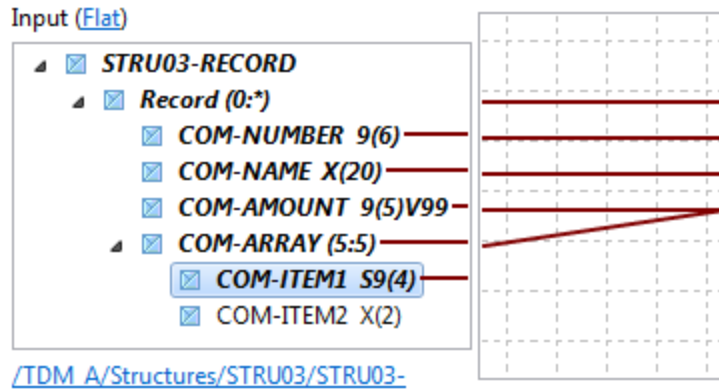 Input (Flat)
STRU03-RECORD
Record (0:*)
COM-NUMBER 9(6)
COM-NAME X(20)
COM-AMOUNT 9(5)V99
COM-ARRAY (5:5)
COM-ITEM1 S9(4)
COM-ITEM2 X(2)
/TDM_A/Structures/STRU03/STRU03-